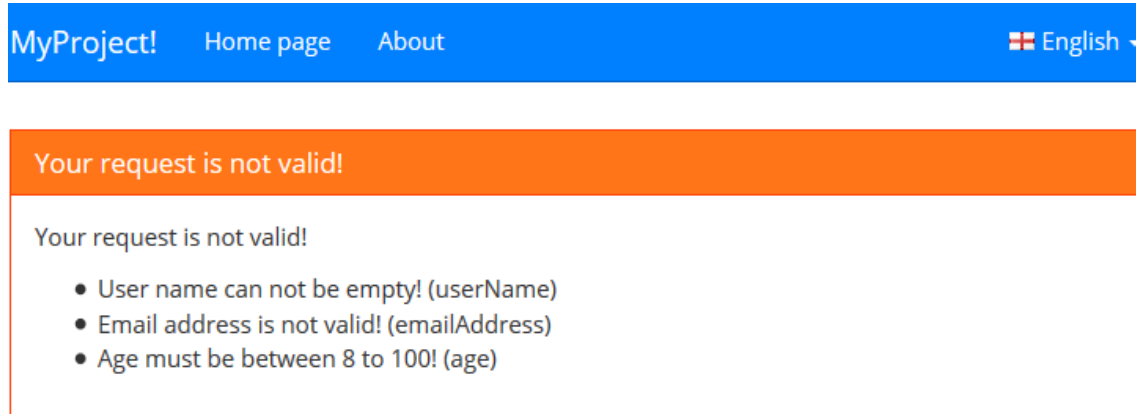 MyProject! Home page About English
Your request is not valid!
Your request is not valid!
User name can not be empty! (userName)
Email address is not valid! (emailAddress)
Age must be between 8 to 100! (age)